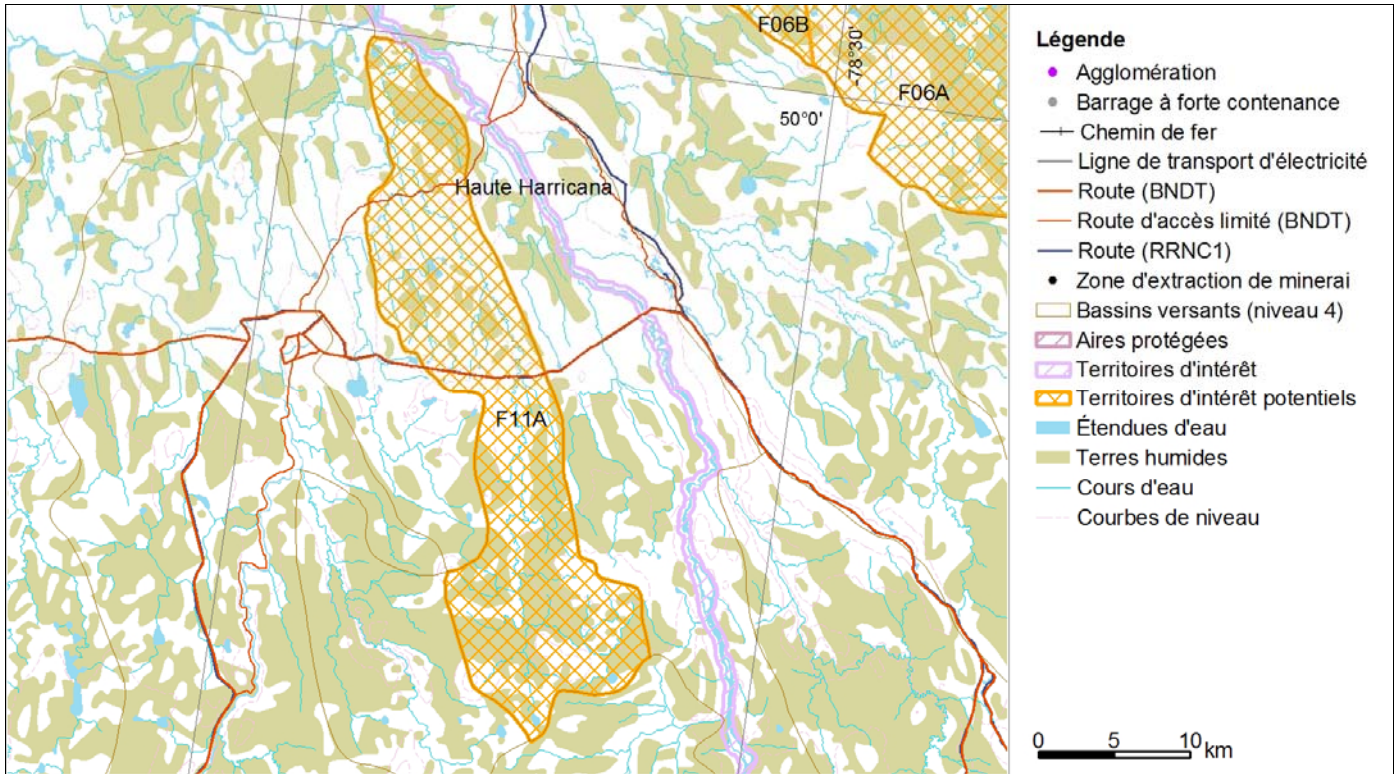 F06B
-78°30'
F06A
50°0'
Haute Harricana
F11A
Légende
Agglomération
Barrage à forte contenance
Chemin de fer
Ligne de transport d'électricité
Route (BNDT)
Route d'accès limité (BNDT)
Route (RRNC1)
Zone d'extraction de minerai
Bassins versants (niveau 4)
Aires protégées
Territoires d'intérêt
Territoires d'intérêt potentiels
Étendues d'eau
Terres humides
Cours d'eau
Courbes de niveau
0 5 10 km